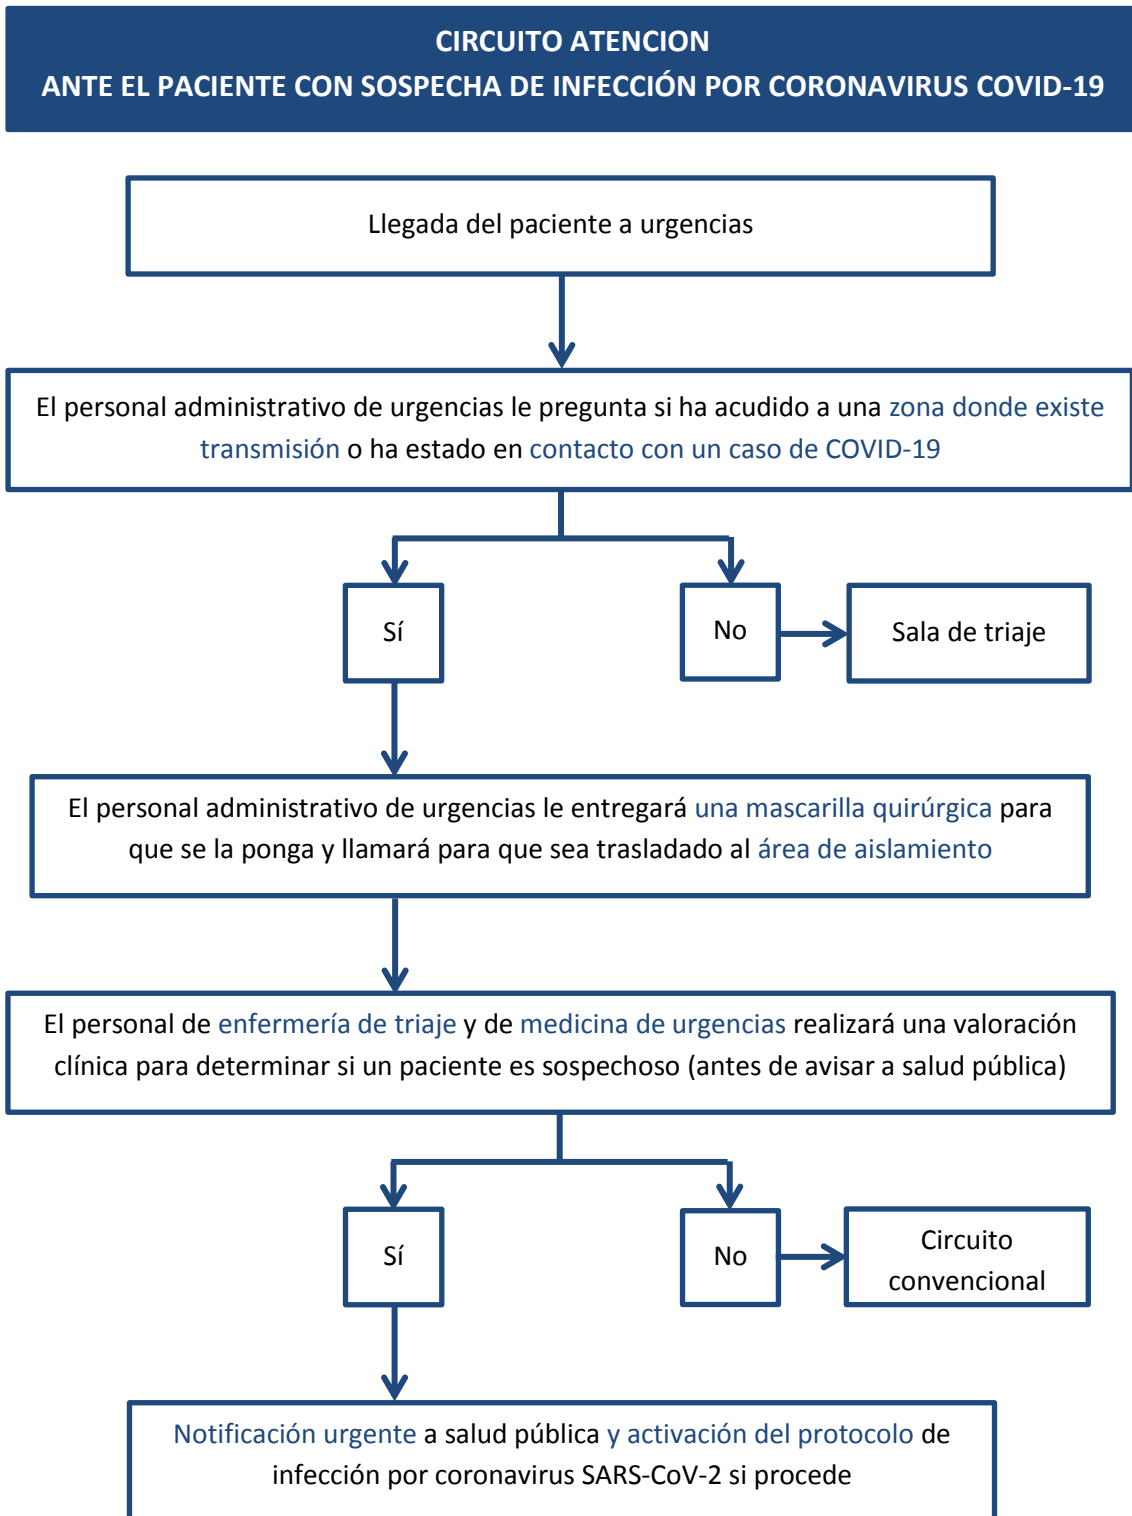 CIRCUITO ATENCION
ANTE EL PACIENTE CON SOSPECHA DE INFECCIÓN POR CORONAVIRUS COVID-19
Llegada del paciente a urgencias
El personal administrativo de urgencias le pregunta si ha acudido a una zona donde existe
transmisión o ha estado en contacto con un caso de COVID-19
Sí
No
Sala de triaje
El personal administrativo de urgencias le entregará una mascarilla quirúrgica para
que se la ponga y llamará para que sea trasladado al área de aislamiento
El personal de enfermería de triaje y de medicina de urgencias realizará una valoración
clínica para determinar si un paciente es sospechoso (antes de avisar a salud pública)
Sí
No
Circuito
convencional
Notificación urgente a salud pública y activación del protocolo de
infección por coronavirus SARS-CoV-2 si procede